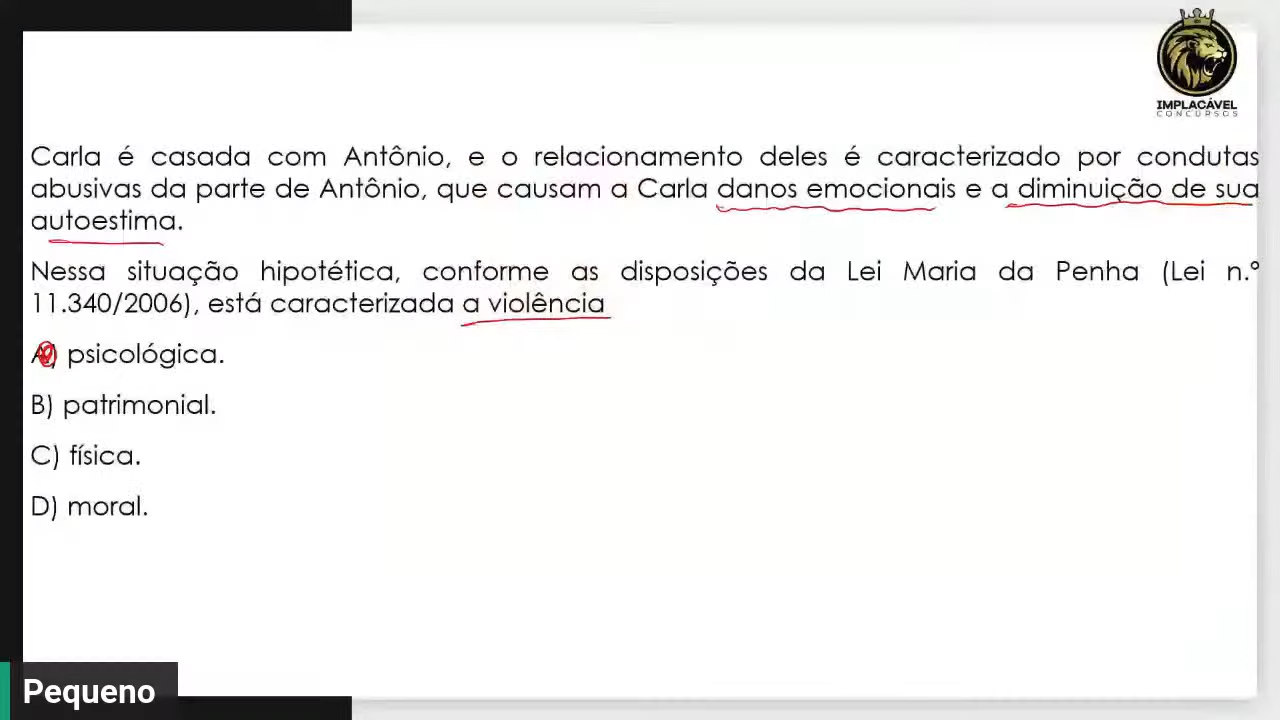 IMPLACÁVEL
CONCURSOS
Carla é casada com Antônio, e o relacionamento deles é caracterizado por condutas
abusivas da parte de Antônio, que causam a Carla danos emocionais e a diminuição de sua
autoestima.
Nessa situação hipotética, conforme as disposições da Lei Maria da Penha (Lei n.º
11.340/2006), está caracterizada a violência
A) psicológica.
B) patrimonial.
C) física.
D) moral.
Pequeno